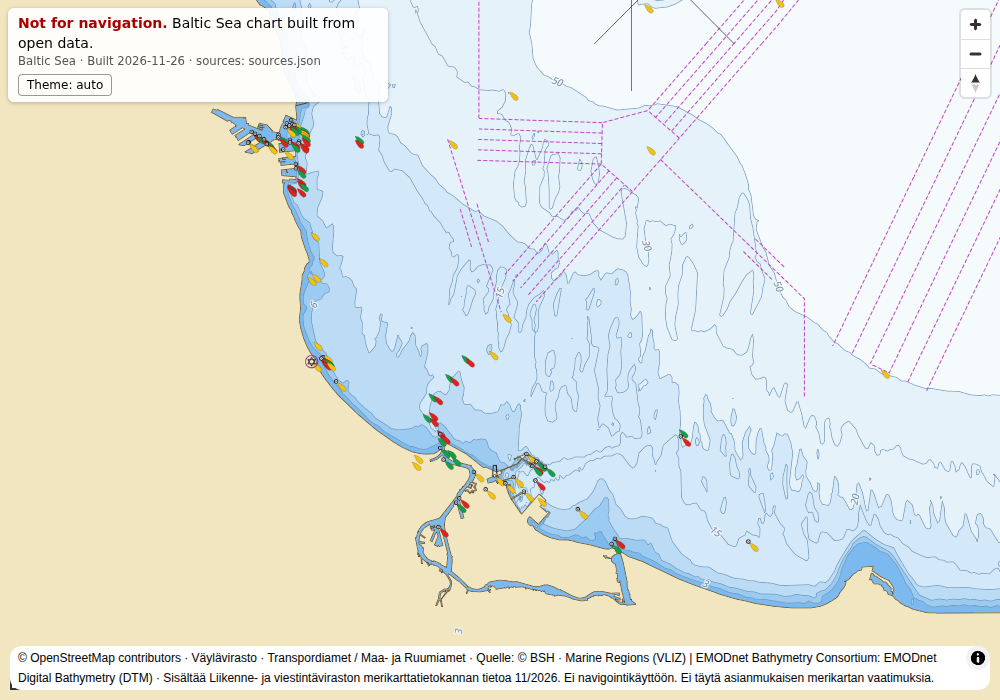 Not for navigation. Baltic Sea chart built from
open data.
Baltic Sea · Built 2026-11-26 · sources: sources.json
Theme: auto
50
30
15
50
6
20
15
3
3
© OpenStreetMap contributors · Väylävirasto · Transpordiamet / Maa- ja Ruumiamet · Quelle: © BSH · Marine Regions (VLIZ) | EMODnet Bathymetry Consortium: EMODnet
Digital Bathymetry (DTM) · Sisältää Liikenne- ja viestintäviraston merikarttatietokannan tietoa 11/2026. Ei navigointikäyttöön. Ei täytä asianmukaisen merikartan vaatimuksia.